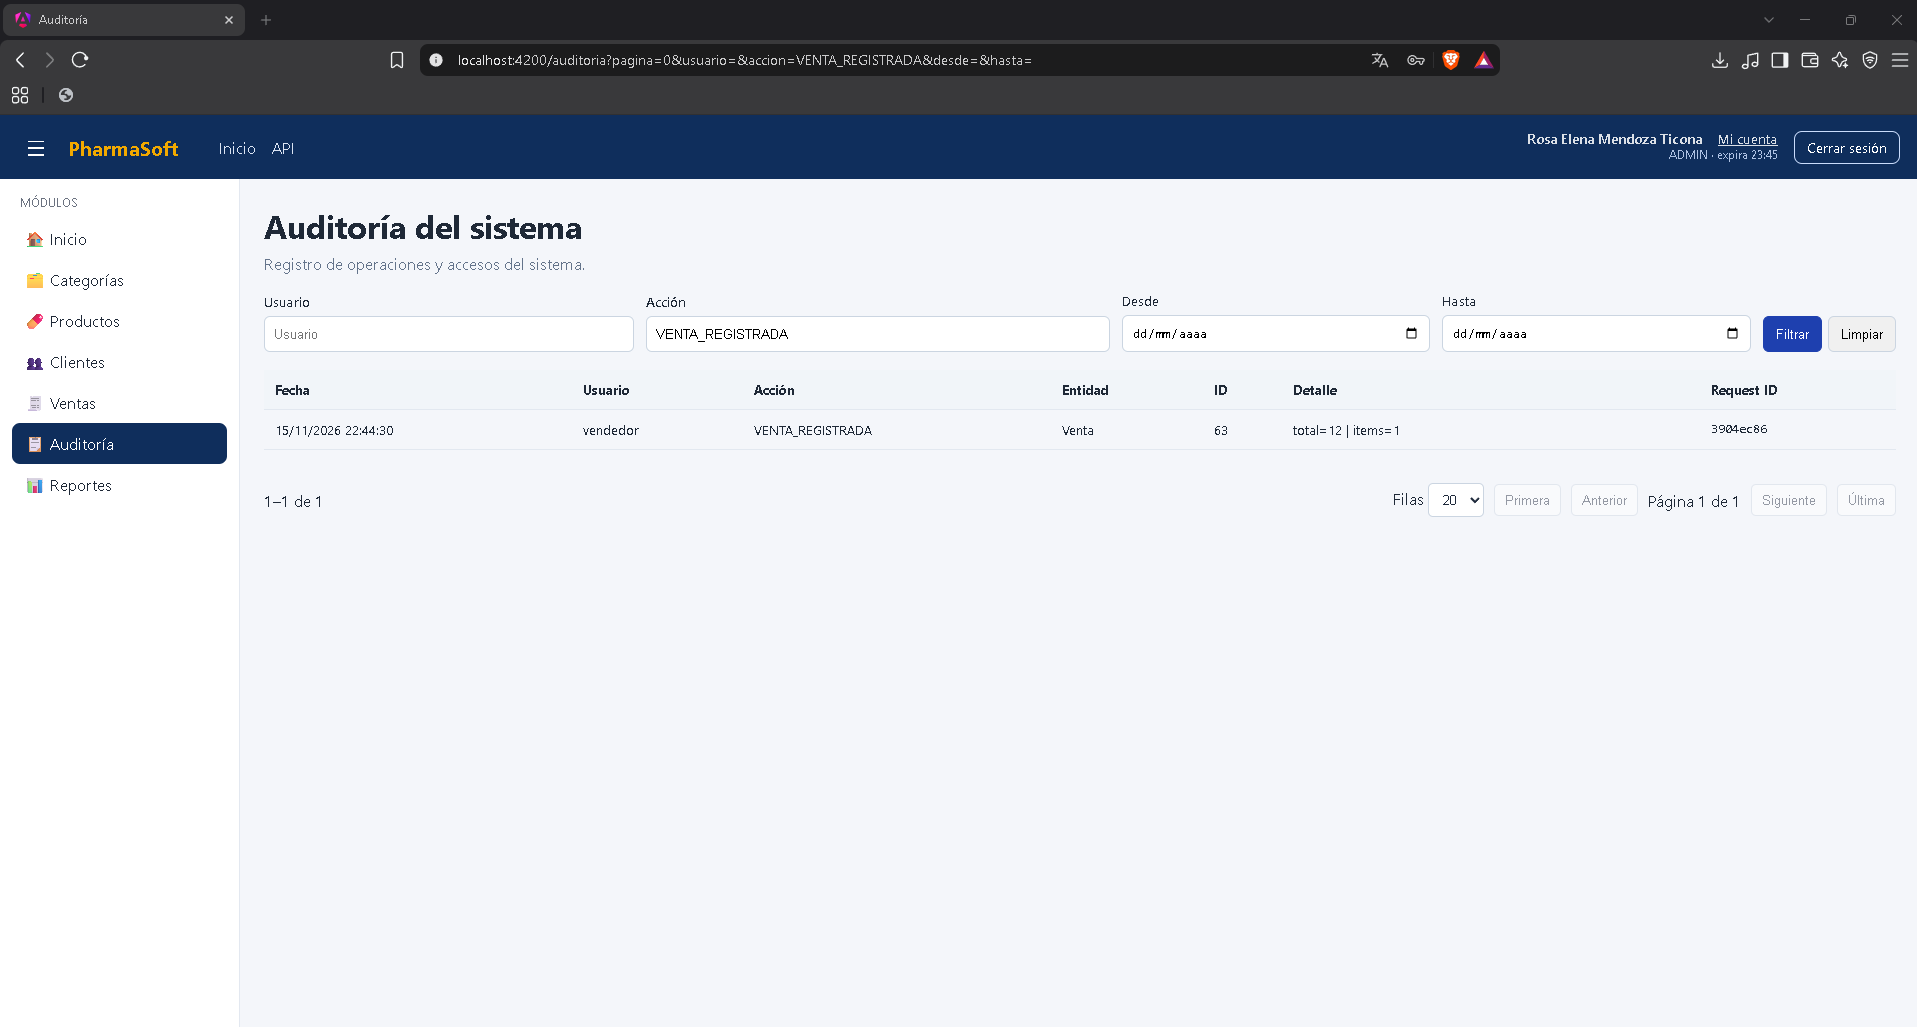 Auditoría
localhost:4200/auditoria?pagina=0&usuario=&accion=VENTA_REGISTRADA&desde=&hasta=
PharmaSoft
Inicio
API
Rosa Elena Mendoza Ticona
Mi cuenta
ADMIN · expira 23:45
Cerrar sesión
MÓDULOS
Inicio
Categorías
Productos
Clientes
Ventas
Auditoría
Reportes
Auditoría del sistema
Registro de operaciones y accesos del sistema.
Usuario Acción Desde Hasta
Usuario VENTA_REGISTRADA dd/mm/aaaa dd/mm/aaaa Filtrar Limpiar
Fecha Usuario Acción Entidad ID Detalle Request ID
15/11/2026 22:44:30 vendedor VENTA_REGISTRADA Venta 63 total=12 | items=1 3904ec86
1–1 de 1 Filas 20 Primera Anterior Página 1 de 1 Siguiente Última